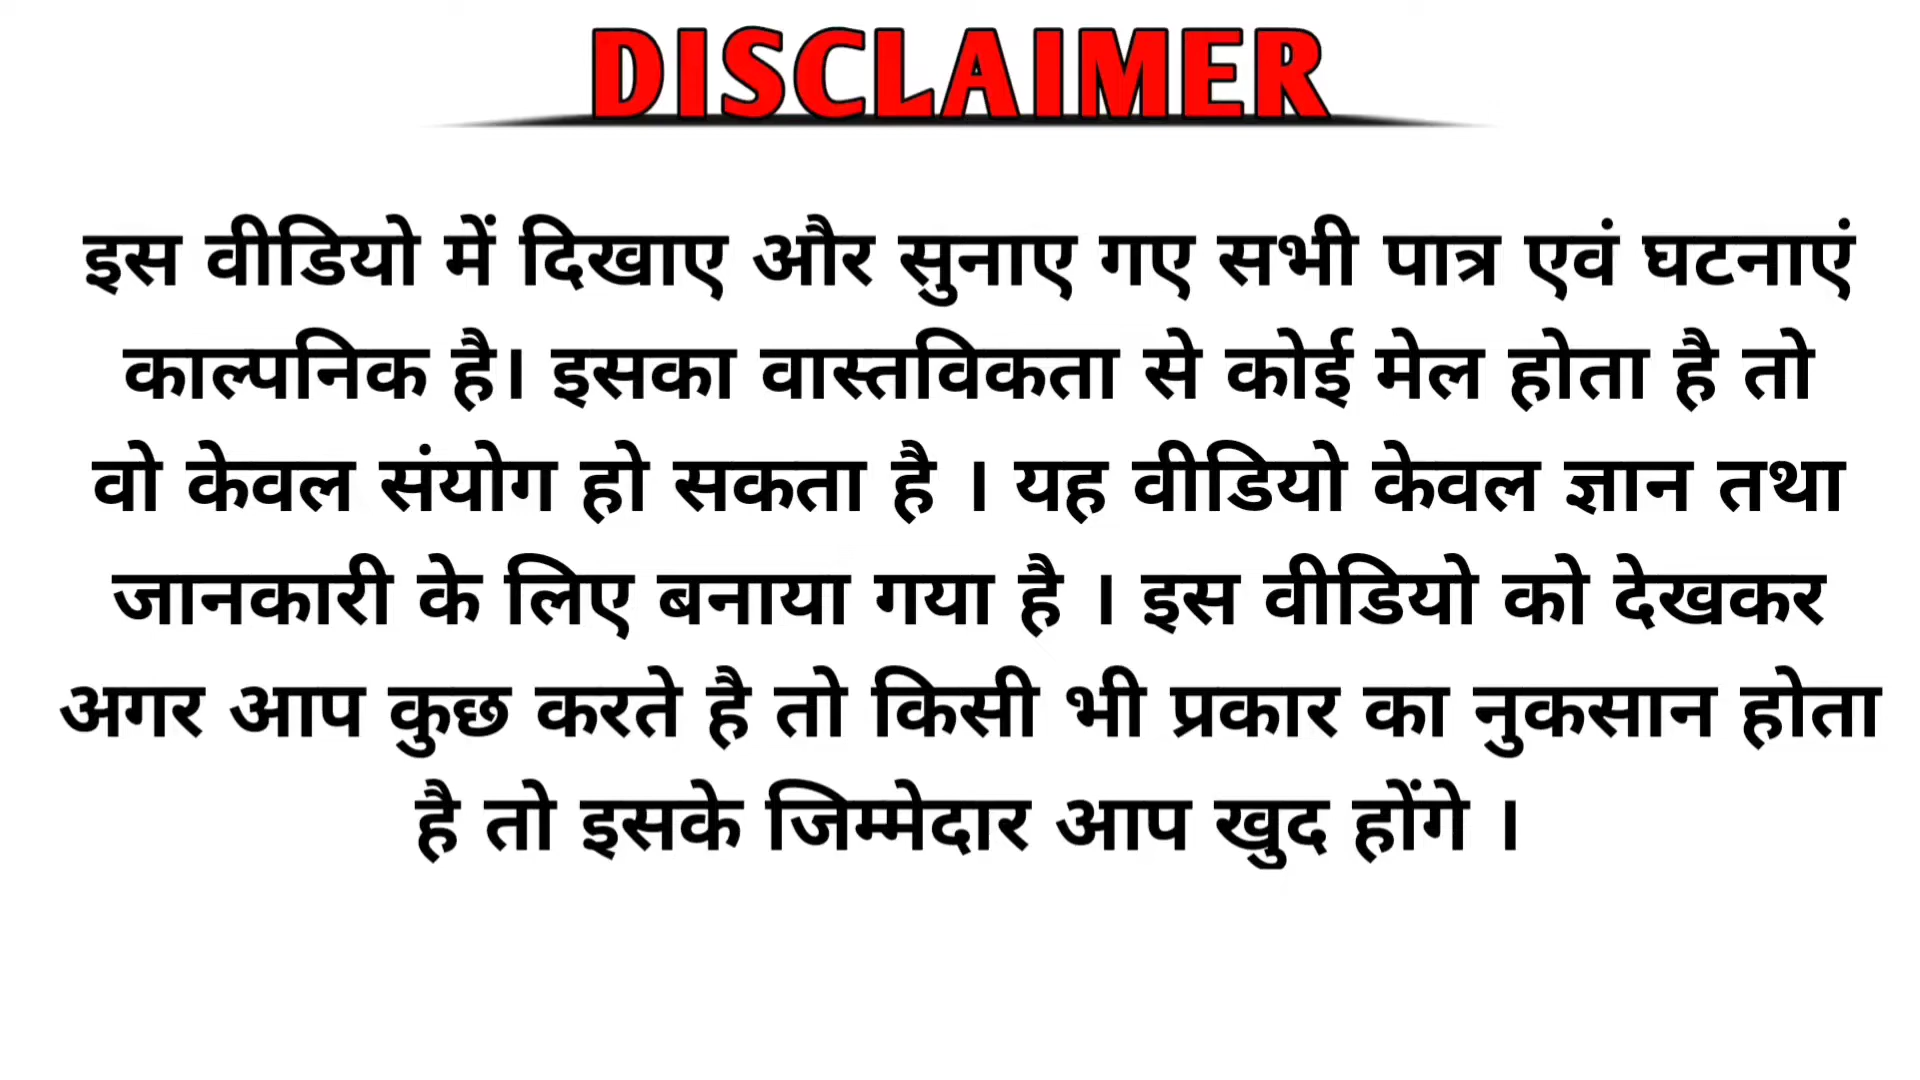 DISCLAIMER
इस वीडियो में दिखाए और सुनाए गए सभी पात्र एवं घटनाएं
काल्पनिक है। इसका वास्तविकता से कोई मेल होता है तो
वो केवल संयोग हो सकता है । यह वीडियो केवल ज्ञान तथा
जानकारी के लिए बनाया गया है । इस वीडियो को देखकर
अगर आप कुछ करते है तो किसी भी प्रकार का नुकसान होता
है तो इसके जिम्मेदार आप खुद होंगे ।